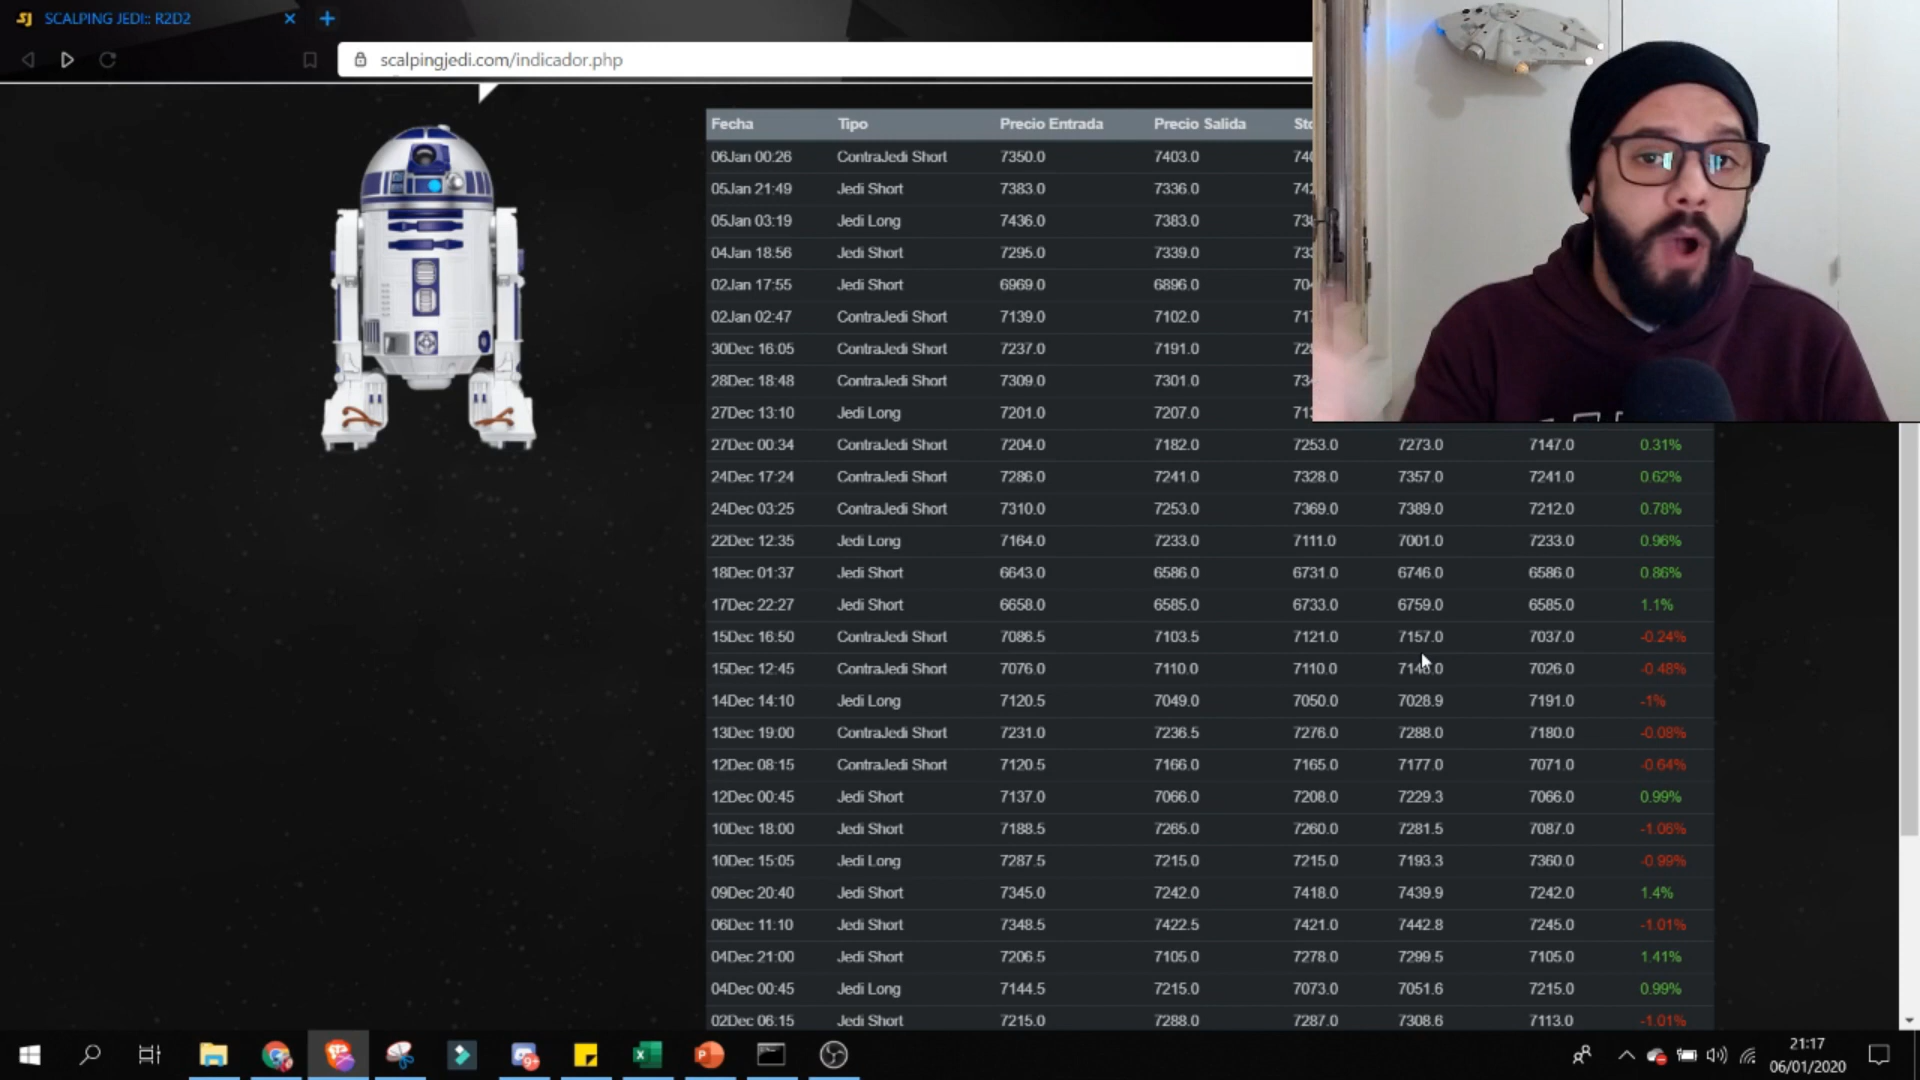 SCALPING JEDI:: R2D2
scalpingjedi.com/indicador.php
Fecha Tipo Precio Entrada Precio Salida
06Jan 00:26 ContraJedi Short 7350.0 7403.0
05Jan 21:49 Jedi Short 7383.0 7336.0
05Jan 03:19 Jedi Long 7436.0 7383.0
04Jan 18:56 Jedi Short 7295.0 7339.0
02Jan 17:55 Jedi Short 6969.0 6896.0
02Jan 02:47 ContraJedi Short 7139.0 7102.0
30Dec 16:05 ContraJedi Short 7237.0 7191.0
28Dec 18:48 ContraJedi Short 7309.0 7301.0
27Dec 13:10 Jedi Long 7201.0 7207.0
27Dec 00:34 ContraJedi Short 7204.0 7182.0 7253.0 7273.0 7147.0 0.31%
24Dec 17:24 ContraJedi Short 7286.0 7241.0 7328.0 7357.0 7241.0 0.62%
24Dec 03:25 ContraJedi Short 7310.0 7253.0 7369.0 7389.0 7212.0 0.78%
22Dec 12:35 Jedi Long 7164.0 7233.0 7111.0 7001.0 7233.0 0.96%
18Dec 01:37 Jedi Short 6643.0 6586.0 6731.0 6746.0 6586.0 0.86%
17Dec 22:27 Jedi Short 6658.0 6585.0 6733.0 6759.0 6585.0 1.1%
15Dec 16:50 ContraJedi Short 7086.5 7103.5 7121.0 7157.0 7037.0 -0.24%
15Dec 12:45 ContraJedi Short 7076.0 7110.0 7110.0 7026.0 -0.48%
14Dec 14:10 Jedi Long 7120.5 7049.0 7050.0 7028.9 7191.0 -1%
13Dec 19:00 ContraJedi Short 7231.0 7236.5 7276.0 7288.0 7180.0 -0.08%
12Dec 08:15 ContraJedi Short 7120.5 7166.0 7165.0 7177.0 7071.0 -0.64%
12Dec 00:45 Jedi Short 7137.0 7066.0 7208.0 7229.3 7066.0 0.99%
10Dec 18:00 Jedi Short 7188.5 7265.0 7260.0 7281.5 7087.0 -1.06%
10Dec 15:05 Jedi Long 7287.5 7215.0 7215.0 7193.3 7360.0 -0.99%
09Dec 20:40 Jedi Short 7345.0 7242.0 7418.0 7439.9 7242.0 1.4%
06Dec 11:10 Jedi Short 7348.5 7422.5 7421.0 7442.8 7245.0 -1.01%
04Dec 21:00 Jedi Short 7206.5 7105.0 7278.0 7299.5 7105.0 1.41%
04Dec 00:45 Jedi Long 7144.5 7215.0 7073.0 7051.6 7215.0 0.99%
02Dec 06:15 Jedi Short 7215.0 7288.0 7287.0 7308.6 7113.0 -1.01%
21:17
06/01/2020